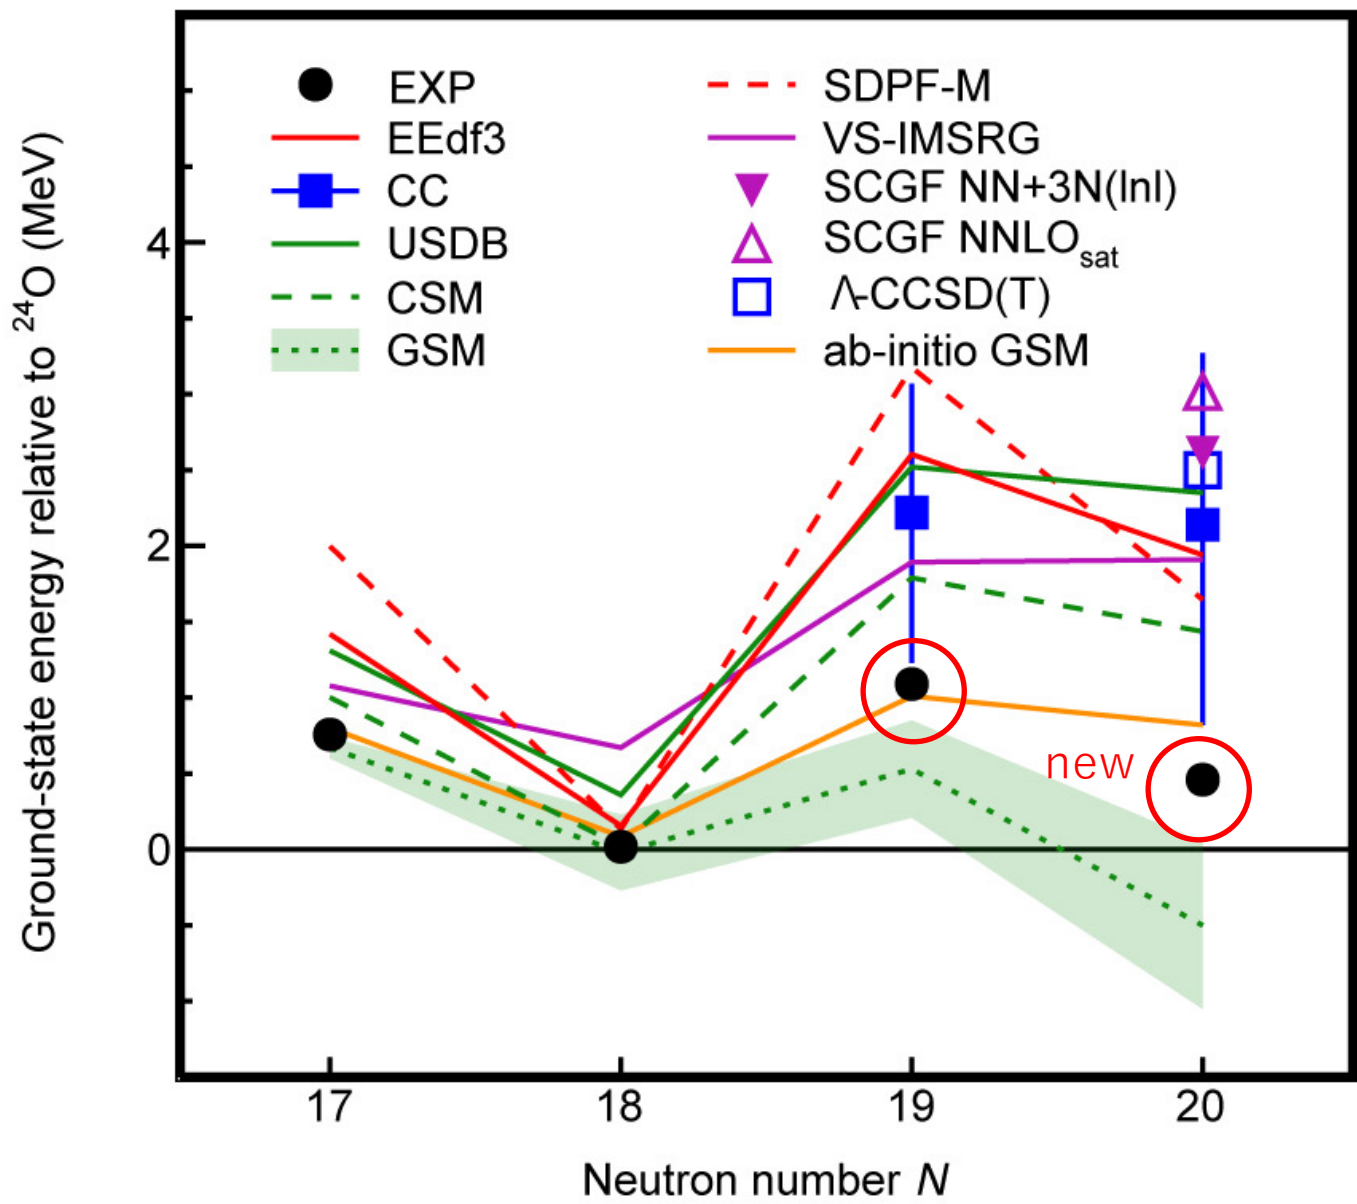 EXP
EEdf3
CC
USDB
CSM
GSM
SDPF-M
VS-IMSRG
SCGF NN+3N(lnl)
SCGF NNLOsat
Λ-CCSD(T)
ab-initio GSM
Ground-state energy relative to ²⁴O (MeV)
4
2
0
new
17 18 19 20
Neutron number N